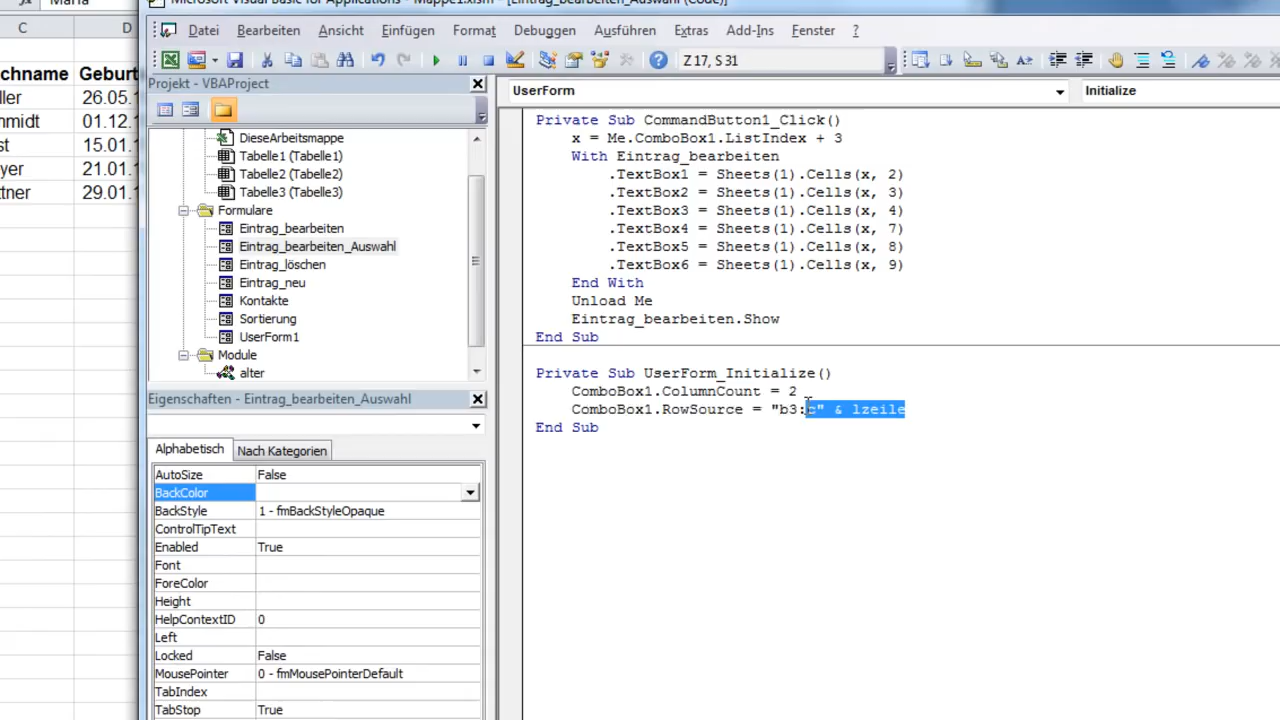 Microsoft Visual Basic for Applications - Mappe1.xlsm - [Eintrag_bearbeiten_Auswahl (Code)]
Datei Bearbeiten Ansicht Einfügen Format Debuggen Ausführen Extras Add-Ins Fenster ?
Z 17, S 31
C D
chname Geburt
ller 26.05.1
hmidt 01.12.1
st 15.01.1
yer 21.01.1
ttner 29.01.1
Projekt - VBAProject
DieseArbeitsmappe
Tabelle1 (Tabelle1)
Tabelle2 (Tabelle2)
Tabelle3 (Tabelle3)
Formulare
Eintrag_bearbeiten
Eintrag_bearbeiten_Auswahl
Eintrag_löschen
Eintrag_neu
Kontakte
Sortierung
UserForm1
Module
alter
Eigenschaften - Eintrag_bearbeiten_Auswahl
Alphabetisch Nach Kategorien
AutoSize False
BackColor
BackStyle 1 - fmBackStyleOpaque
ControlTipText
Enabled True
Font
ForeColor
Height
HelpContextID 0
Left
Locked False
MousePointer 0 - fmMousePointerDefault
TabIndex
TabStop True
UserForm Initialize
Private Sub CommandButton1_Click()
x = Me.ComboBox1.ListIndex + 3
With Eintrag_bearbeiten
.TextBox1 = Sheets(1).Cells(x, 2)
.TextBox2 = Sheets(1).Cells(x, 3)
.TextBox3 = Sheets(1).Cells(x, 4)
.TextBox4 = Sheets(1).Cells(x, 7)
.TextBox5 = Sheets(1).Cells(x, 8)
.TextBox6 = Sheets(1).Cells(x, 9)
End With
Unload Me
Eintrag_bearbeiten.Show
End Sub
Private Sub UserForm_Initialize()
ComboBox1.ColumnCount = 2
ComboBox1.RowSource = "b3:c" & lzeile
End Sub